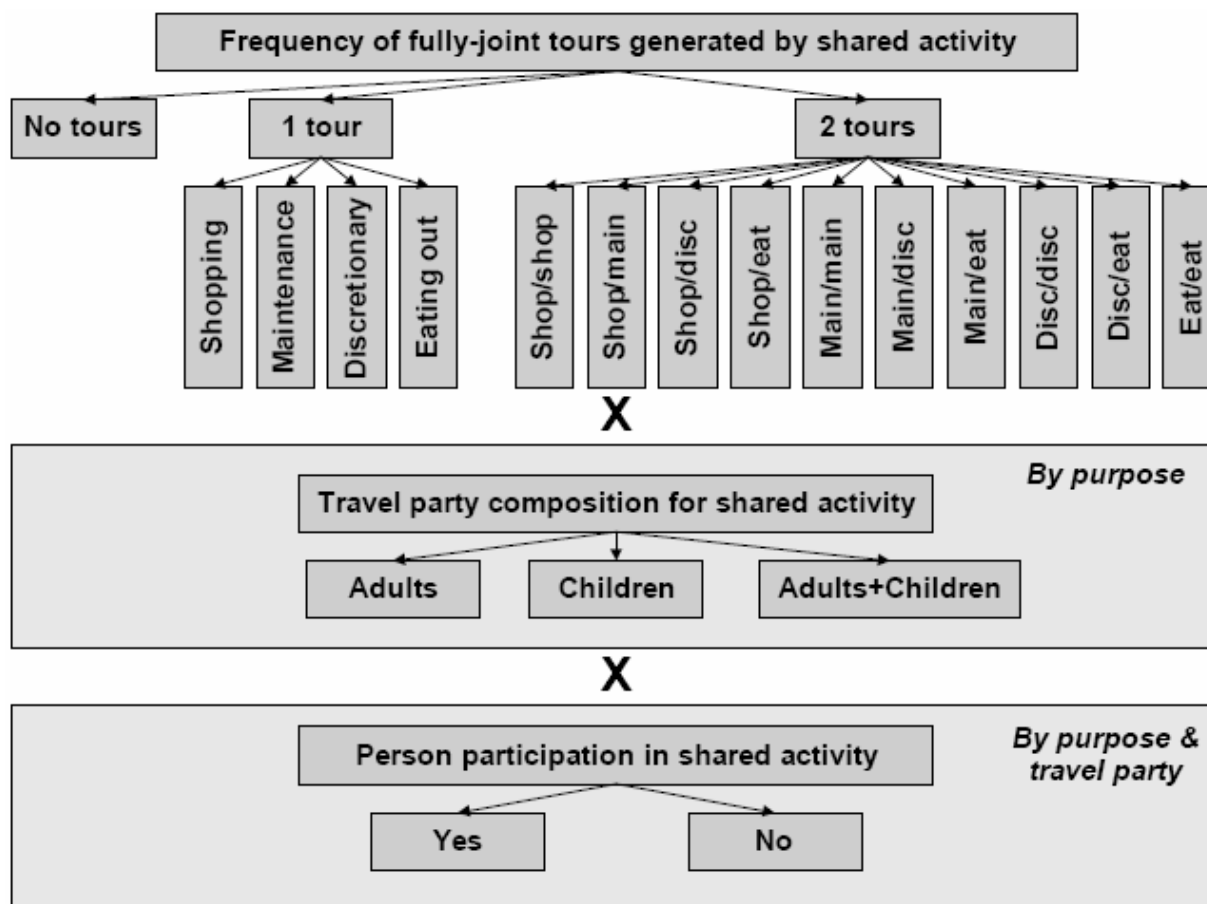 Frequency of fully-joint tours generated by shared activity
No tours
1 tour
2 tours
Shopping
Maintenance
Discretionary
Eating out
Shop/shop
Shop/main
Shop/disc
Shop/eat
Main/main
Main/disc
Main/eat
Disc/disc
Disc/eat
Eat/eat
X
By purpose
Travel party composition for shared activity
Adults
Children
Adults+Children
X
By purpose &
travel party
Person participation in shared activity
Yes
No